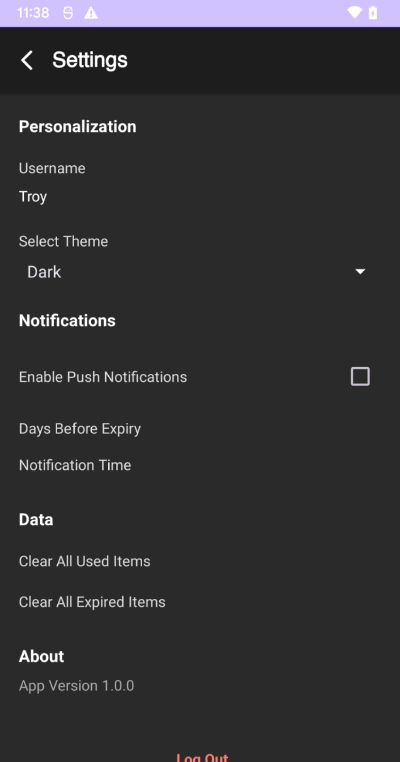 11:38
Settings
Personalization
Username
Troy
Select Theme
Dark
Notifications
Enable Push Notifications
Days Before Expiry
Notification Time
Data
Clear All Used Items
Clear All Expired Items
About
App Version 1.0.0
Log Out